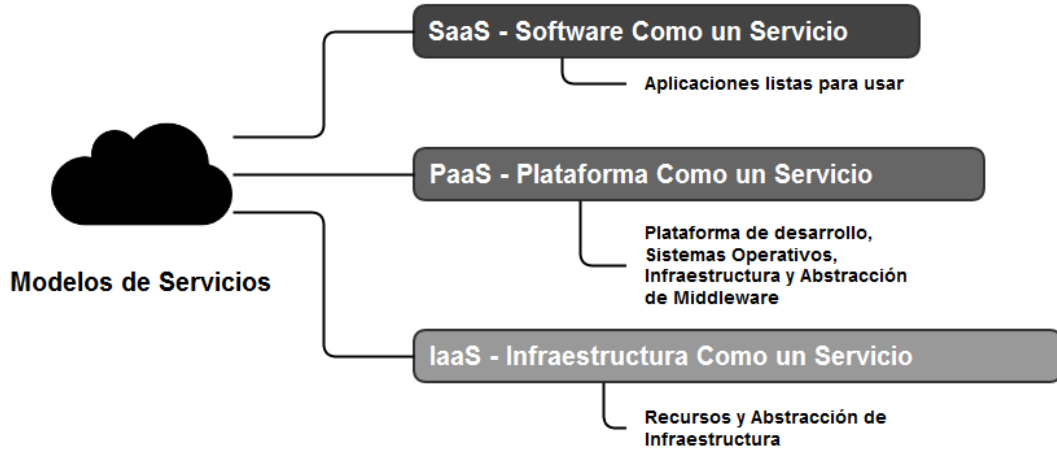 SaaS - Software Como un Servicio
Aplicaciones listas para usar
PaaS - Plataforma Como un Servicio
Plataforma de desarrollo,
Sistemas Operativos,
Infraestructura y Abstracción
de Middleware
Modelos de Servicios
IaaS - Infraestructura Como un Servicio
Recursos y Abstracción de
Infraestructura